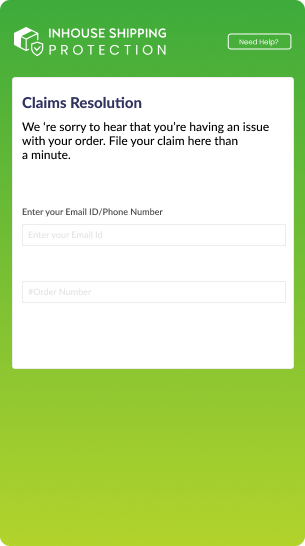 INHOUSE SHIPPING
PROTECTION
Need Help?
Claims Resolution
We ‘re sorry to hear that you’re having an issue
with your order. File your claim here than
a minute.
Enter your Email ID/Phone Number
Enter your Email Id
#Order Number